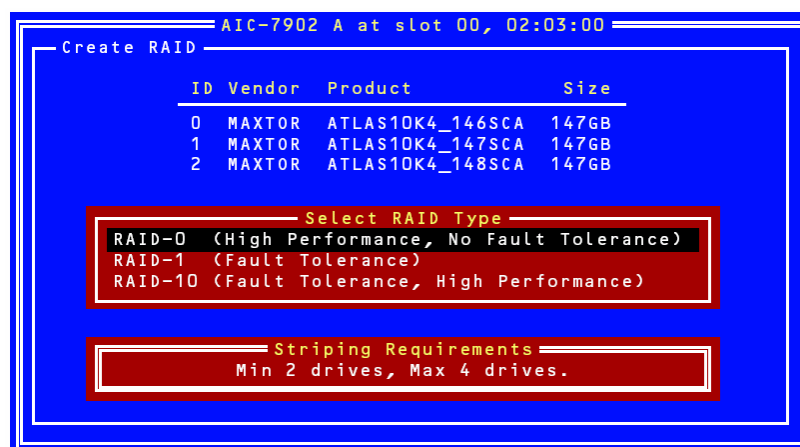 AIC-7902 A at slot 00, 02:03:00
Create RAID
ID Vendor Product Size
0 MAXTOR ATLAS10K4_146SCA 147GB
1 MAXTOR ATLAS10K4_147SCA 147GB
2 MAXTOR ATLAS10K4_148SCA 147GB
Select RAID Type
RAID-0 (High Performance, No Fault Tolerance)
RAID-1 (Fault Tolerance)
RAID-10 (Fault Tolerance, High Performance)
Striping Requirements
Min 2 drives, Max 4 drives.